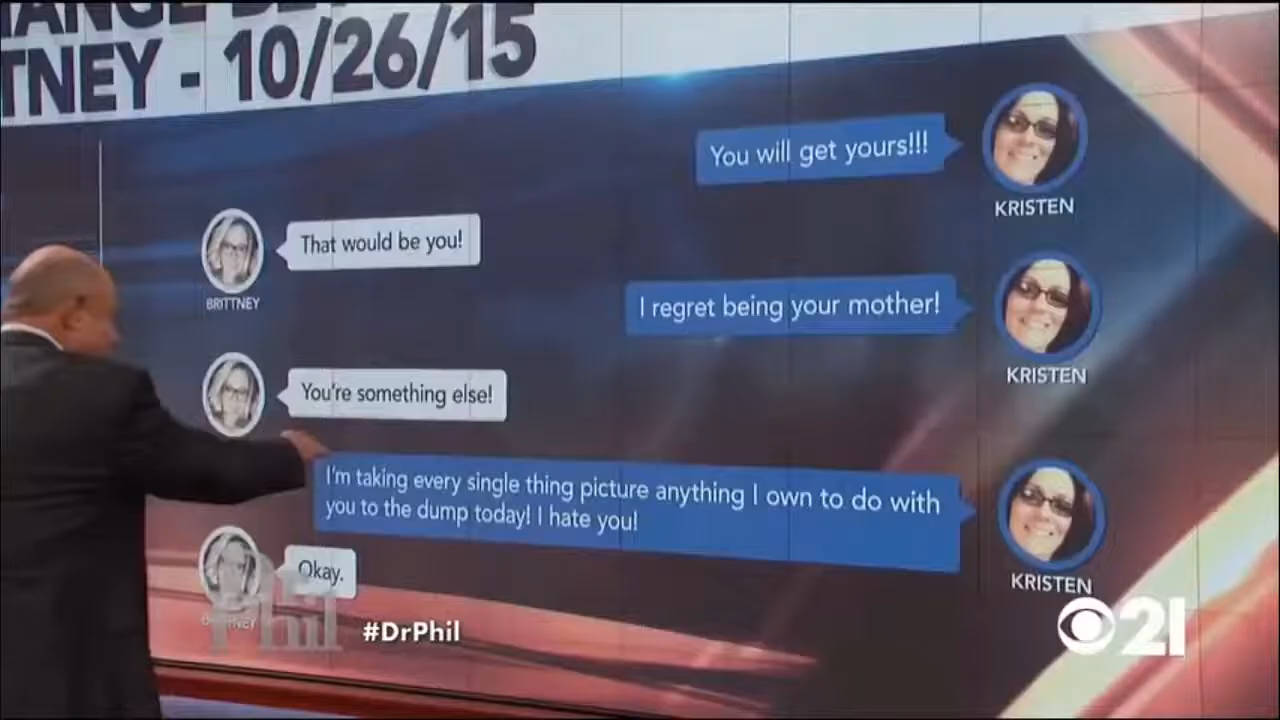 TNEY - 10/26/15
You will get yours!!!
KRISTEN
That would be you!
BRITTNEY
I regret being your mother!
KRISTEN
You're something else!
I'm taking every single thing picture anything I own to do with
you to the dump today! I hate you!
KRISTEN
Okay.
Phil
#DrPhil
21